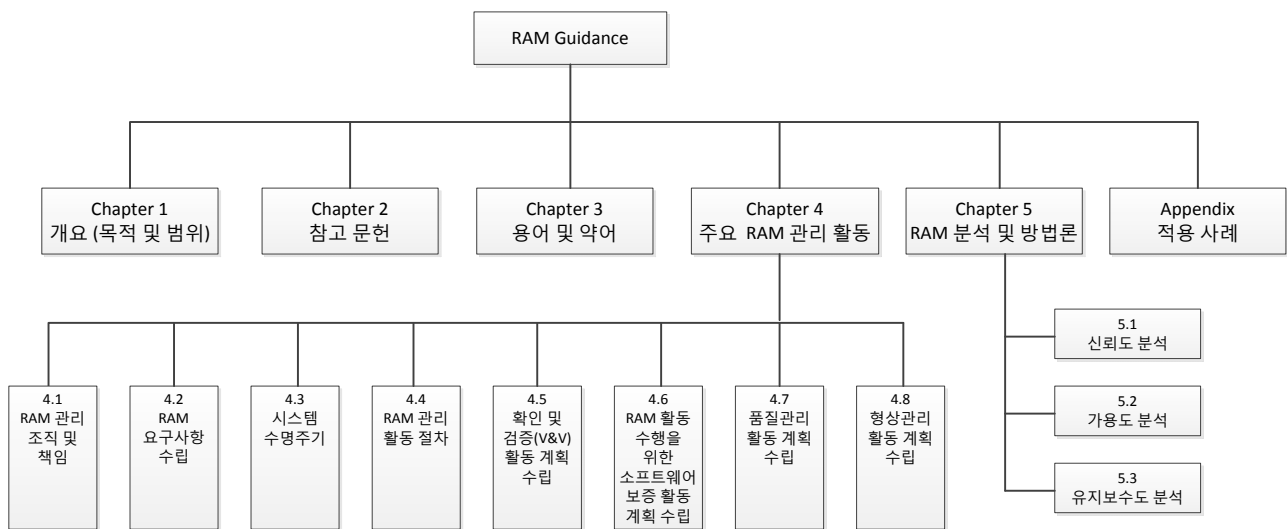 RAM Guidance
Chapter 1
개요 (목적 및 범위)
Chapter 2
참고 문헌
Chapter 3
용어 및 약어
Chapter 4
주요 RAM 관리 활동
Chapter 5
RAM 분석 및 방법론
Appendix
적용 사례
4.1
RAM 관리
조직 및
책임
4.2
RAM
요구사항
수립
4.3
시스템
수명주기
4.4
RAM 관리
활동 절차
4.5
확인 및
검증(V&V)
활동 계획
수립
4.6
RAM 활동
수행을
위한
소프트웨어
보증 활동
계획 수립
4.7
품질관리
활동 계획
수립
4.8
형상관리
활동 계획
수립
5.1
신뢰도 분석
5.2
가용도 분석
5.3
유지보수도 분석